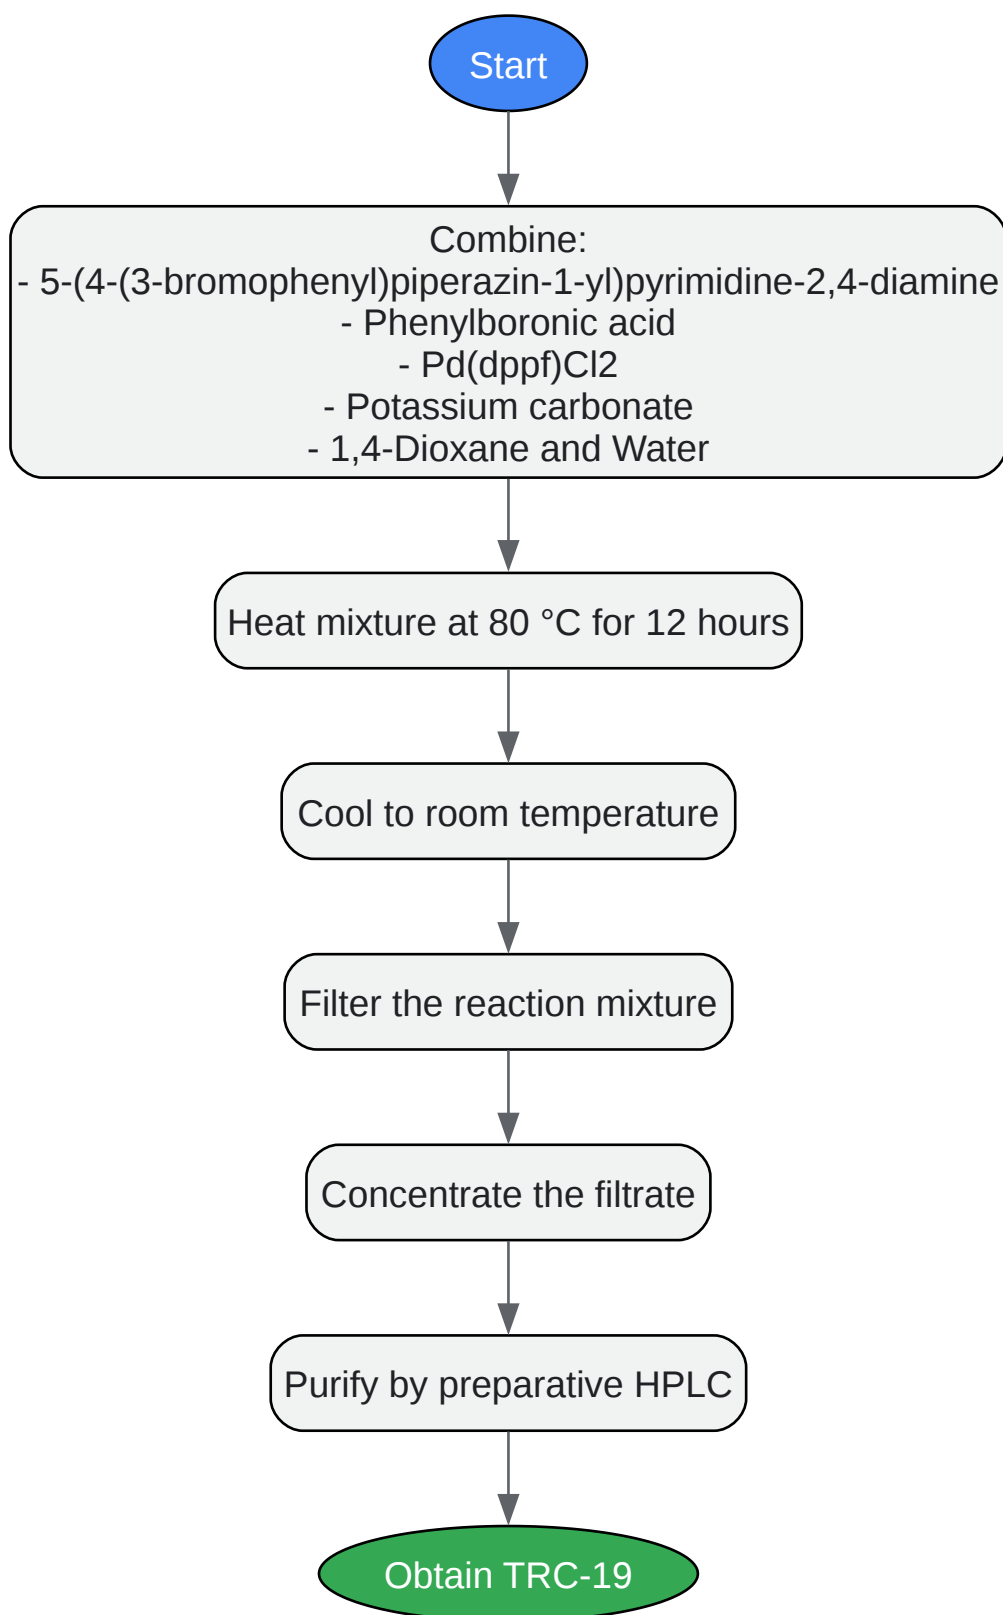 Start
Combine:
- 5-(4-(3-bromophenyl)piperazin-1-yl)pyrimidine-2,4-diamine
- Phenylboronic acid
- Pd(dppf)Cl2
- Potassium carbonate
- 1,4-Dioxane and Water
Heat mixture at 80 °C for 12 hours
Cool to room temperature
Filter the reaction mixture
Concentrate the filtrate
Purify by preparative HPLC
Obtain TRC-19